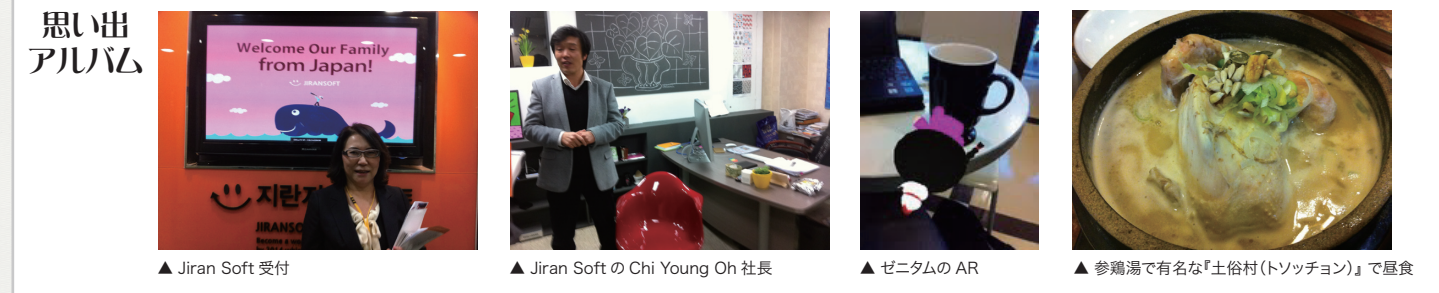 思い出
アルバム
Welcome Our Family
from Japan!
JIRANSOFT
지란
JIRANSO
▲ Jiran Soft 受付
▲ Jiran Soft の Chi Young Oh 社長
▲ ゼニタムの AR
▲ 参鶏湯で有名な『土俗村（トソッチョン）』で昼食